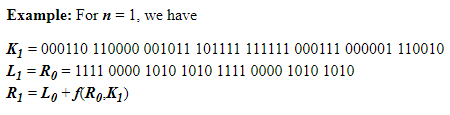 Example: For n = 1, we have
K1 = 000110 110000 001011 101111 111111 000111 000001 110010
L1 = R0 = 1111 0000 1010 1010 1111 0000 1010 1010
R1 = L0 + f(R0,K1)